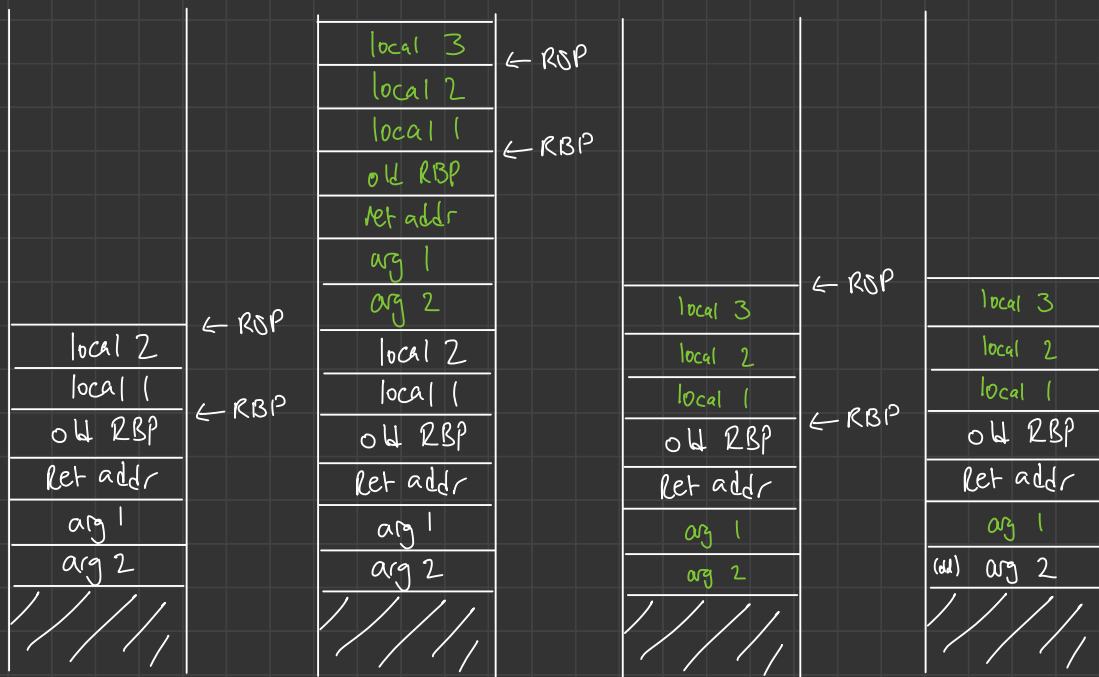 local 2
local 1
old RBP
Ret addr
arg 1
arg 2
← RSP
← RBP
local 3
local 2
local 1
old RBP
ret addr
arg 1
arg 2
local 2
local 1
old RBP
Ret addr
arg 1
arg 2
← RSP
← RBP
local 3
local 2
local 1
old RBP
Ret addr
arg 1
arg 2
← RSP
← RBP
local 3
local 2
local 1
old RBP
Ret addr
arg 1
(old) arg 2